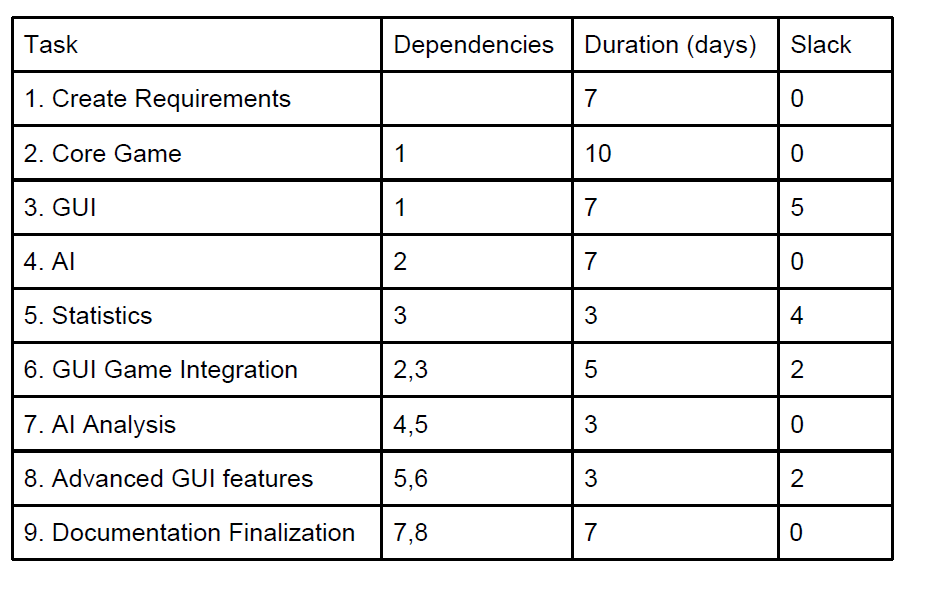 Task Dependencies Duration (days) Slack
1. Create Requirements 7 0
2. Core Game 1 10 0
3. GUI 1 7 5
4. AI 2 7 0
5. Statistics 3 3 4
6. GUI Game Integration 2,3 5 2
7. AI Analysis 4,5 3 0
8. Advanced GUI features 5,6 3 2
9. Documentation Finalization 7,8 7 0